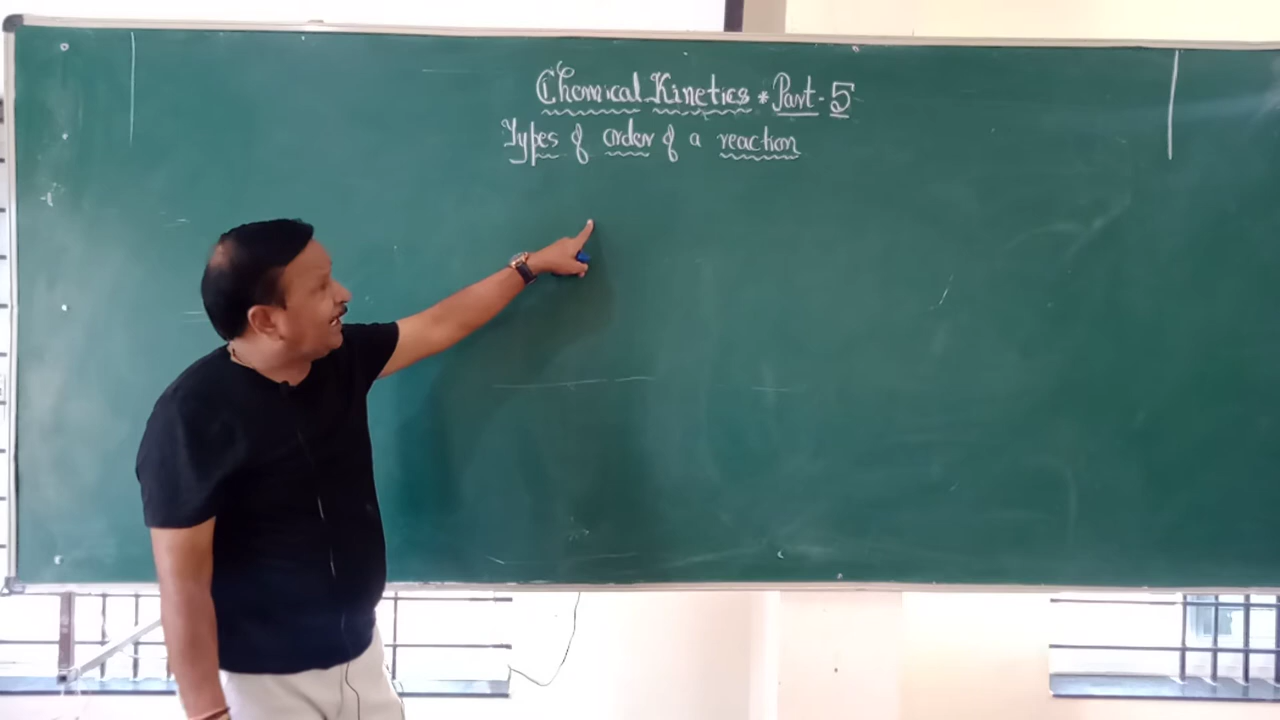 Chemical Kinetics * Part - 5
Types of order of a reaction